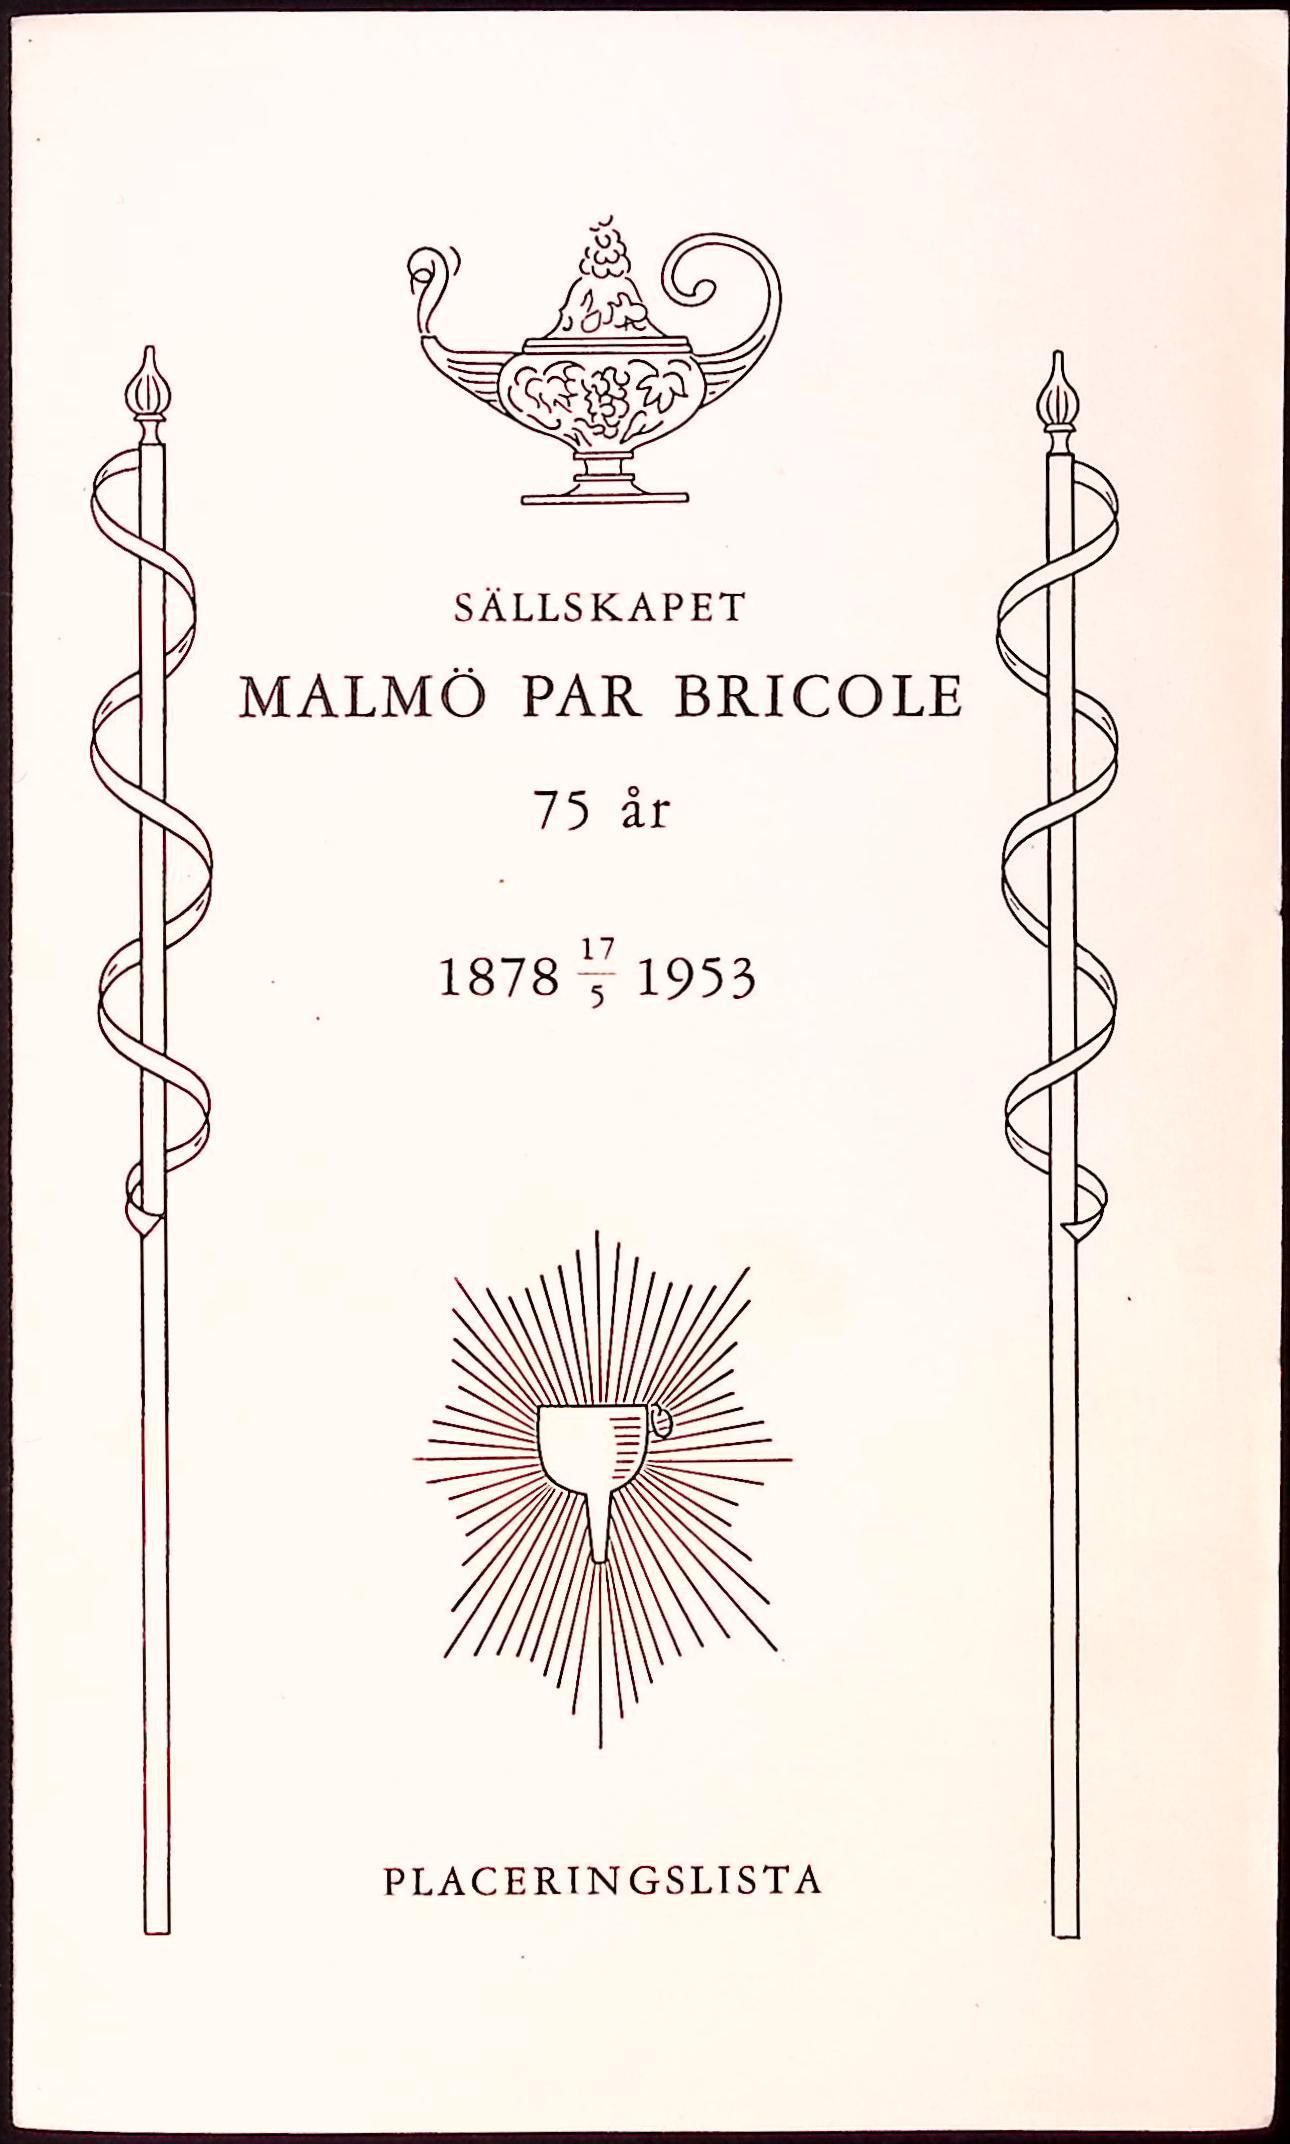 SÄLLSKAPET
MALMÖ PAR BRICOLE
75 år
1878 17/5 1953
PLACERINGSLISTA